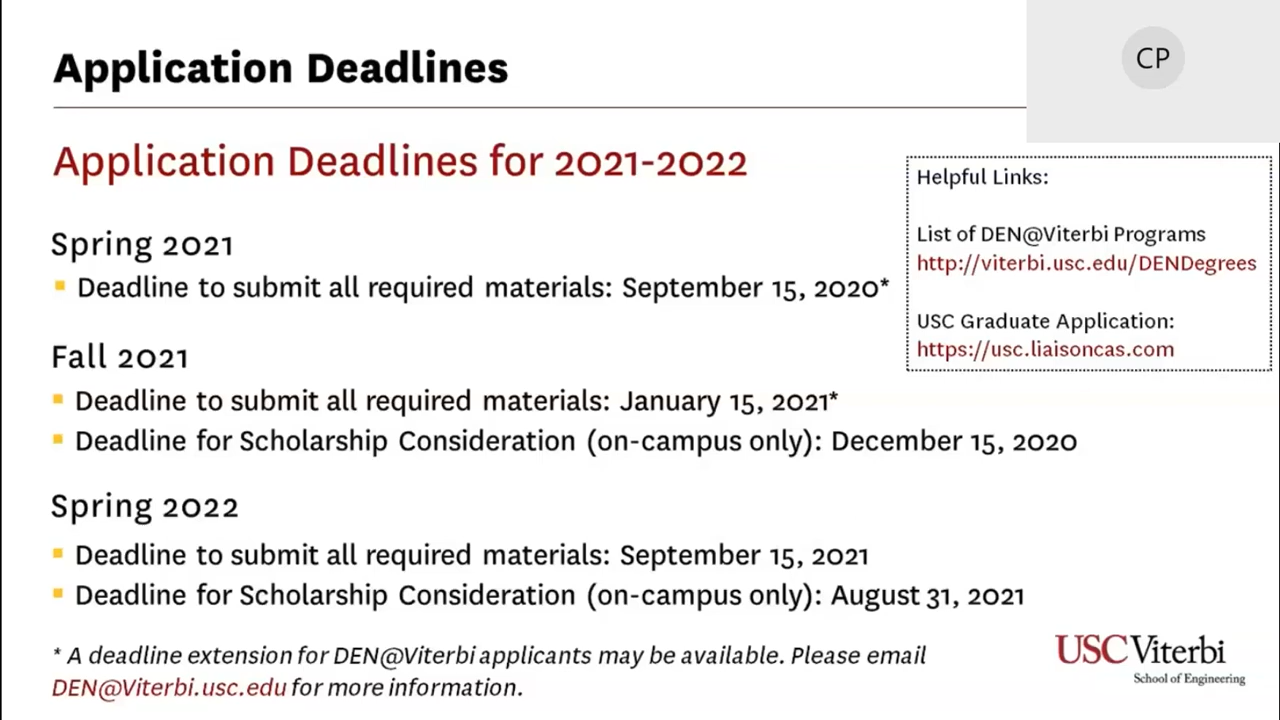 Application Deadlines
CP
Application Deadlines for 2021-2022
Helpful Links:
List of DEN@Viterbi Programs
http://viterbi.usc.edu/DENDegrees
USC Graduate Application:
https://usc.liaisoncas.com
Spring 2021
▪ Deadline to submit all required materials: September 15, 2020*
Fall 2021
▪ Deadline to submit all required materials: January 15, 2021*
▪ Deadline for Scholarship Consideration (on-campus only): December 15, 2020
Spring 2022
▪ Deadline to submit all required materials: September 15, 2021
▪ Deadline for Scholarship Consideration (on-campus only): August 31, 2021
* A deadline extension for DEN@Viterbi applicants may be available. Please email
DEN@Viterbi.usc.edu for more information.
USC Viterbi
School of Engineering